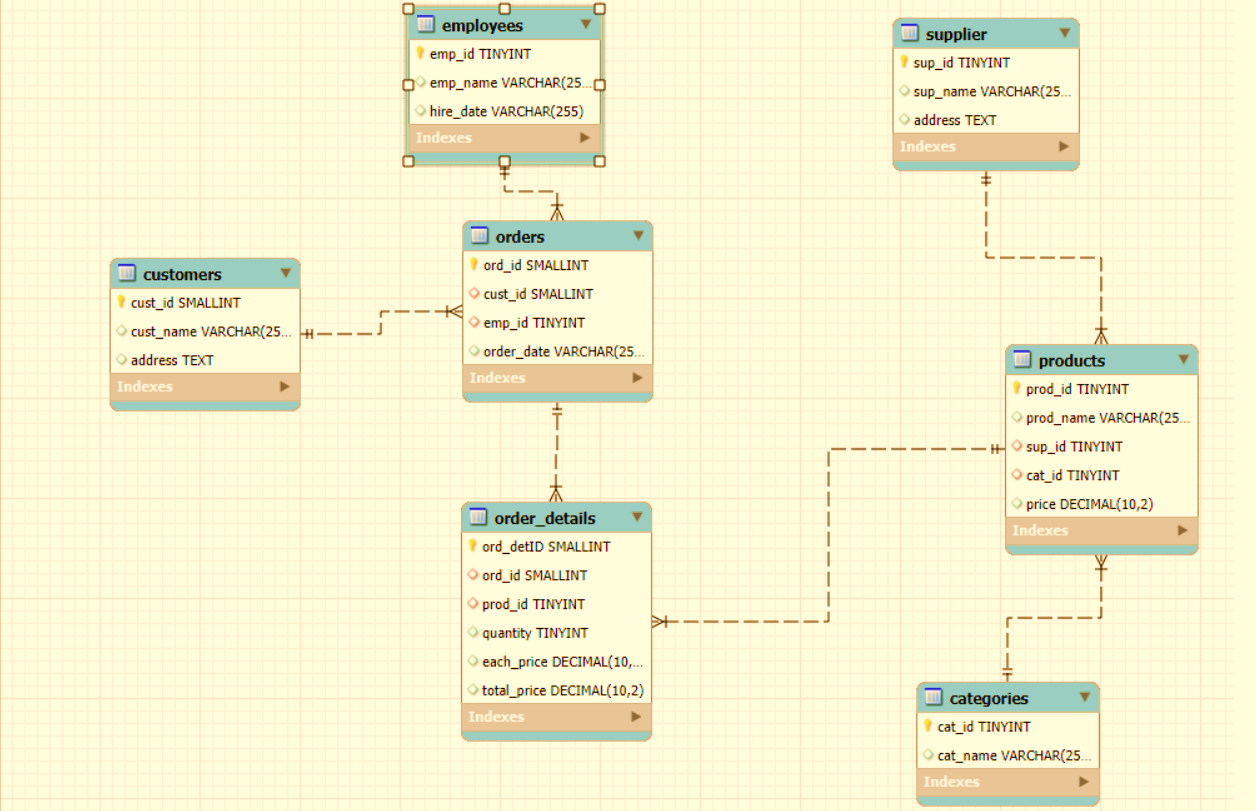 employees
emp_id TINYINT
emp_name VARCHAR(25...
hire_date VARCHAR(255)
Indexes
supplier
sup_id TINYINT
sup_name VARCHAR(25...
address TEXT
Indexes
orders
ord_id SMALLINT
cust_id SMALLINT
emp_id TINYINT
order_date VARCHAR(25...
Indexes
customers
cust_id SMALLINT
cust_name VARCHAR(25...
address TEXT
Indexes
products
prod_id TINYINT
prod_name VARCHAR(25...
sup_id TINYINT
cat_id TINYINT
price DECIMAL(10,2)
Indexes
order_details
ord_detID SMALLINT
ord_id SMALLINT
prod_id TINYINT
quantity TINYINT
each_price DECIMAL(10,...
total_price DECIMAL(10,2)
Indexes
categories
cat_id TINYINT
cat_name VARCHAR(25...
Indexes